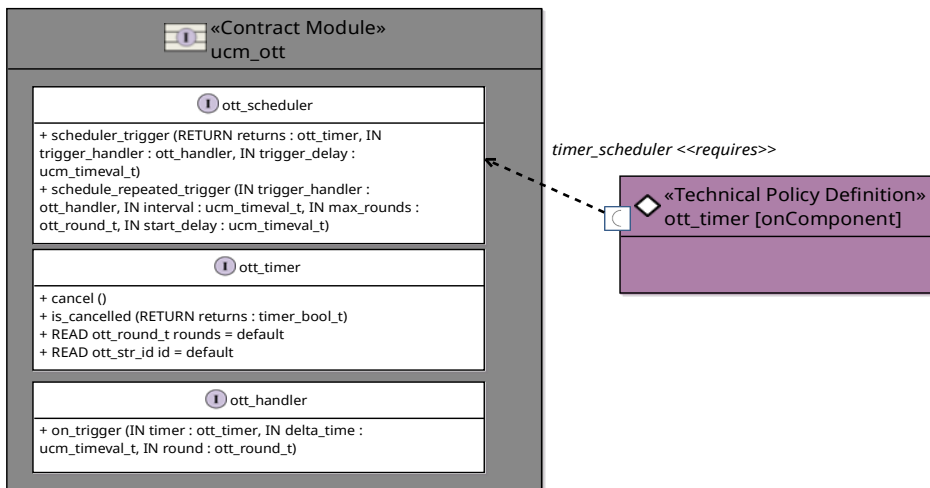 «Contract Module»
ucm_ott
I ott_scheduler
+ scheduler_trigger (RETURN returns : ott_timer, IN
trigger_handler : ott_handler, IN trigger_delay :
ucm_timeval_t)
+ schedule_repeated_trigger (IN trigger_handler :
ott_handler, IN interval : ucm_timeval_t, IN max_rounds :
ott_round_t, IN start_delay : ucm_timeval_t)
I ott_timer
+ cancel ()
+ is_cancelled (RETURN returns : timer_bool_t)
+ READ ott_round_t rounds = default
+ READ ott_str_id id = default
I ott_handler
+ on_trigger (IN timer : ott_timer, IN delta_time :
ucm_timeval_t, IN round : ott_round_t)
timer_scheduler <<requires>>
«Technical Policy Definition»
ott_timer [onComponent]